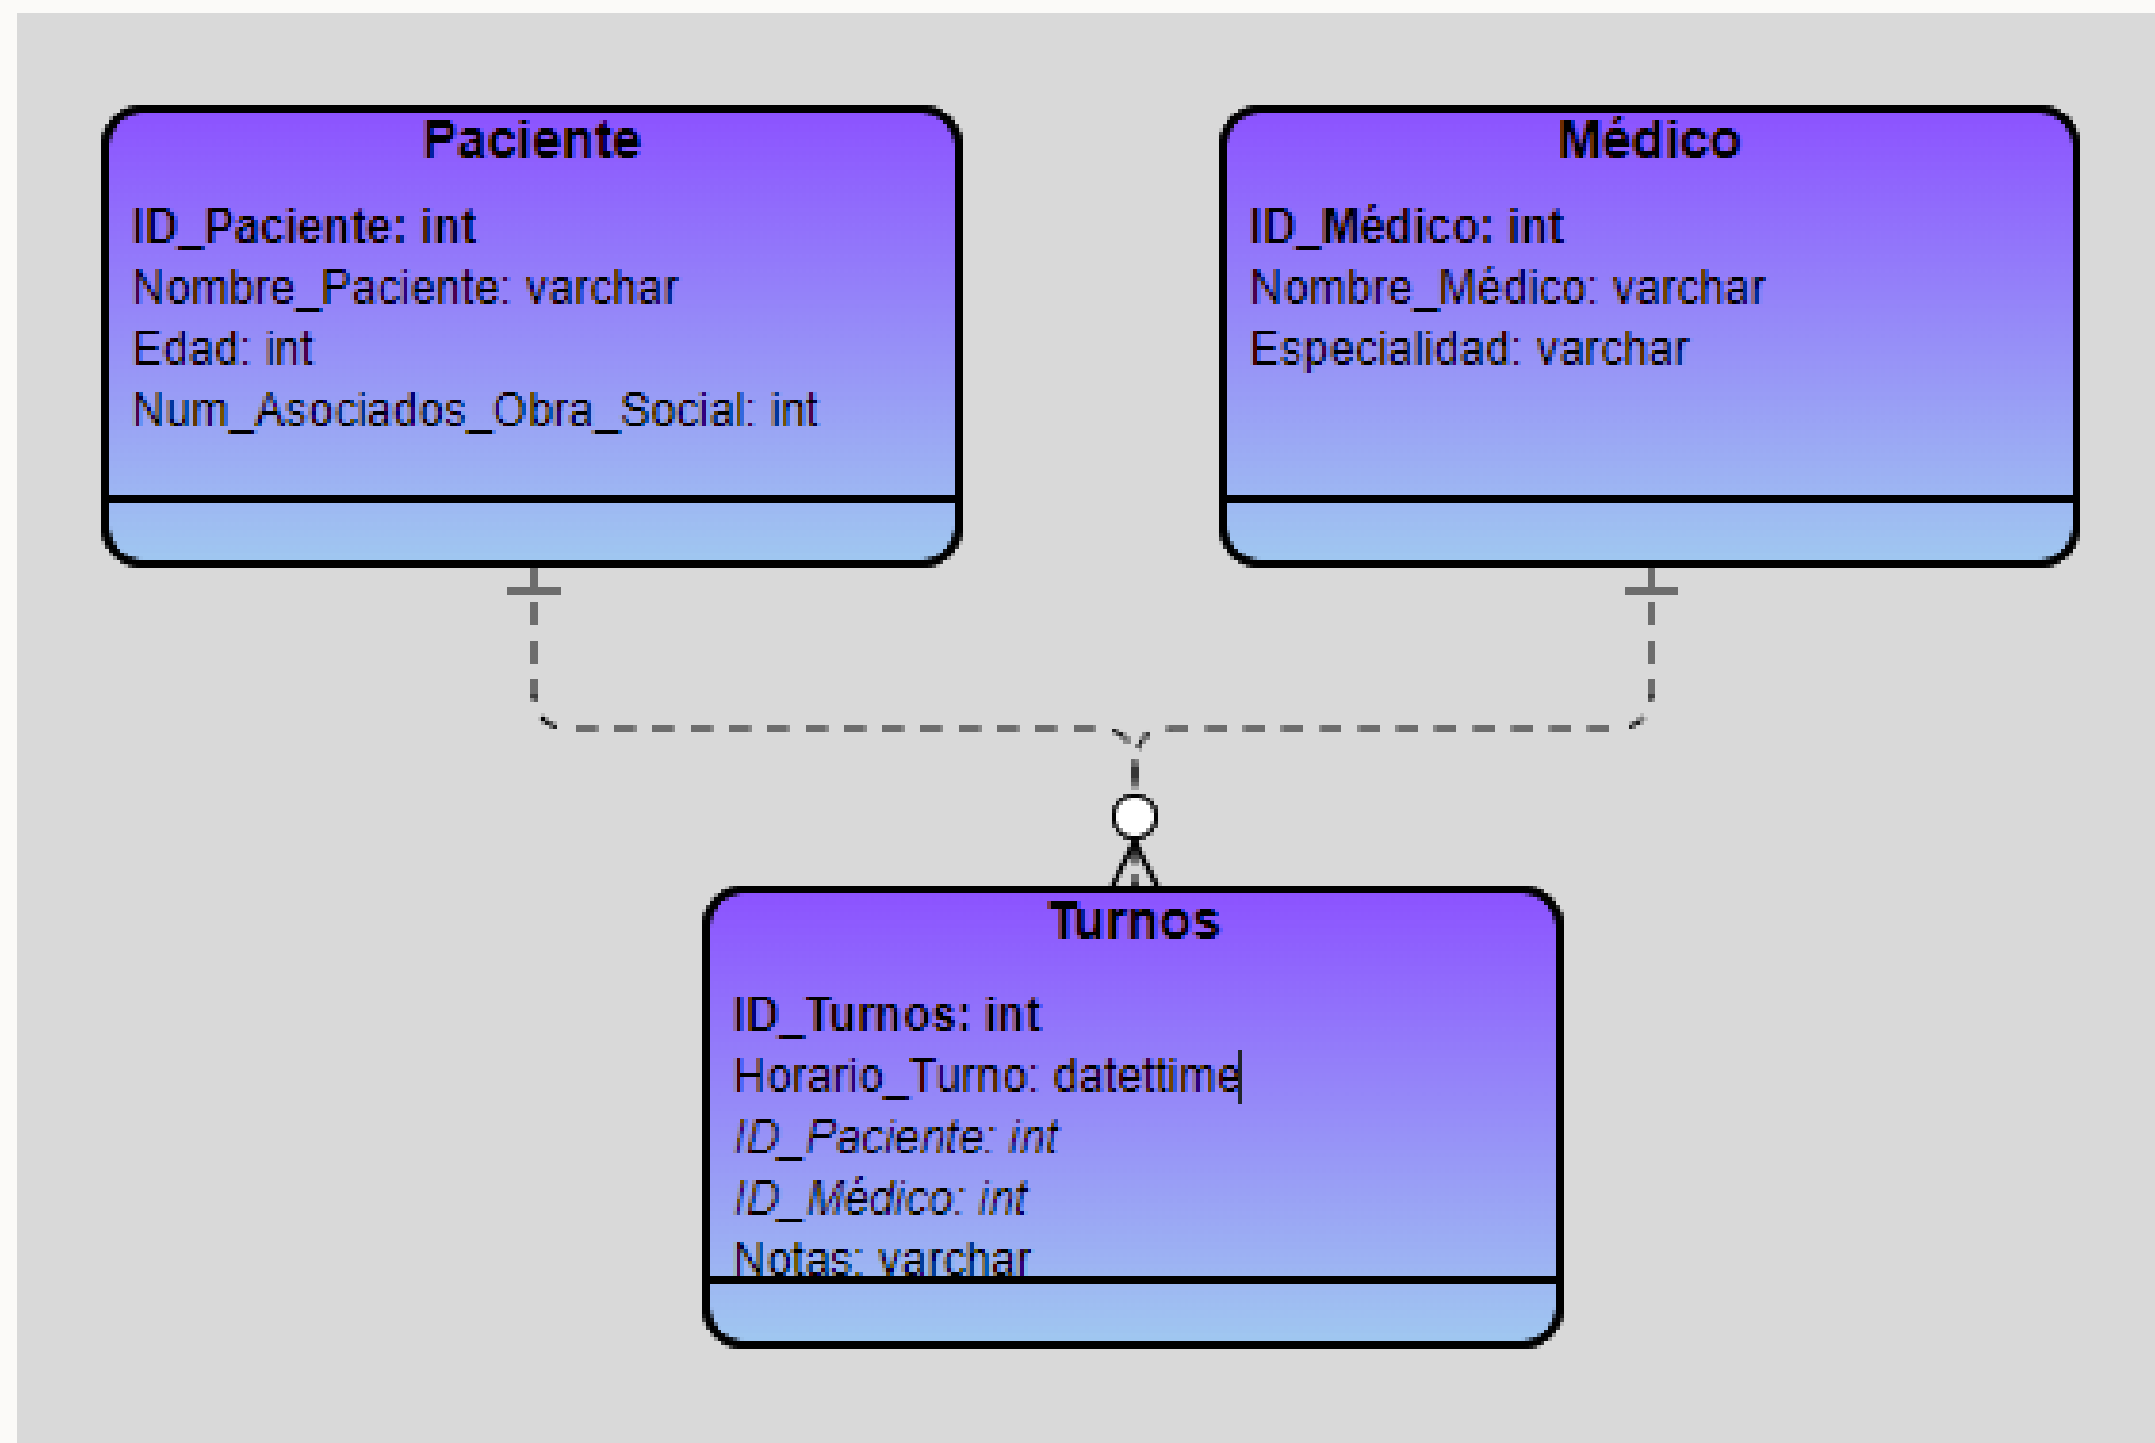 Paciente
ID_Paciente: int
Nombre_Paciente: varchar
Edad: int
Num_Asociados_Obra_Social: int
Médico
ID_Médico: int
Nombre_Médico: varchar
Especialidad: varchar
Turnos
ID_Turnos: int
Horario_Turno: datettime
ID_Paciente: int
ID_Médico: int
Notas: varchar